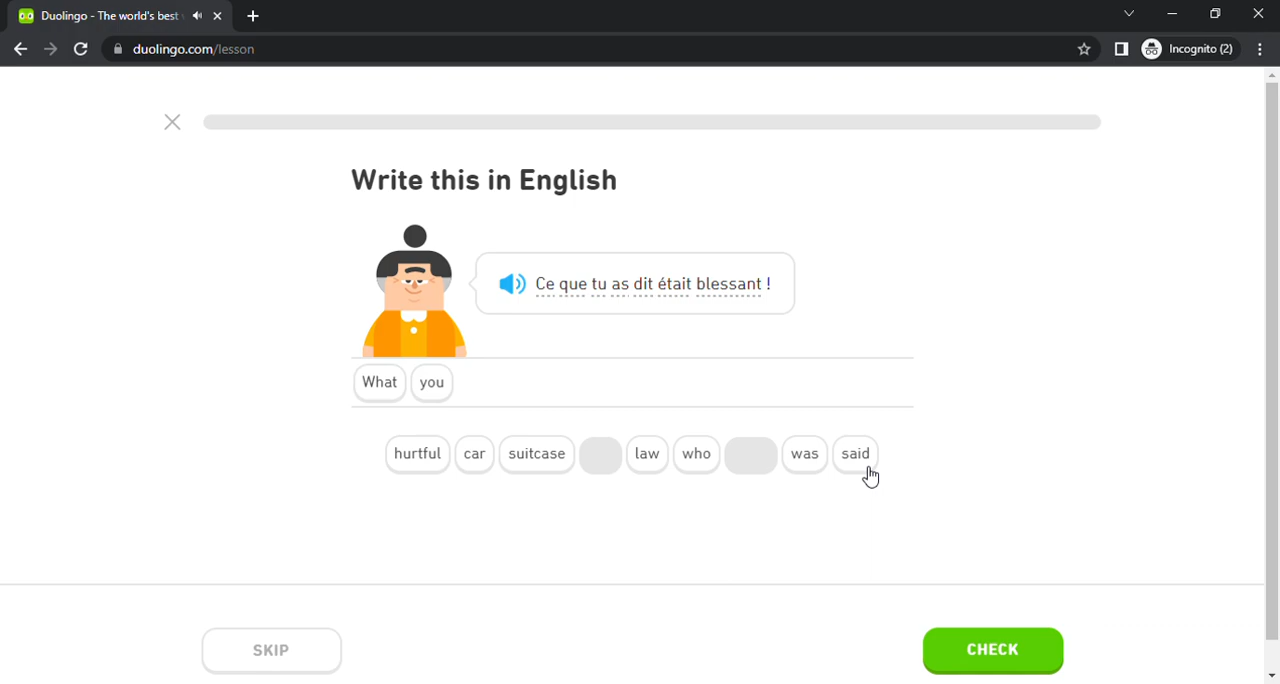 Duolingo - The world's best
duolingo.com/lesson
Incognito (2)
Write this in English
Ce que tu as dit était blessant !
What you
hurtful car suitcase law who was said
SKIP
CHECK